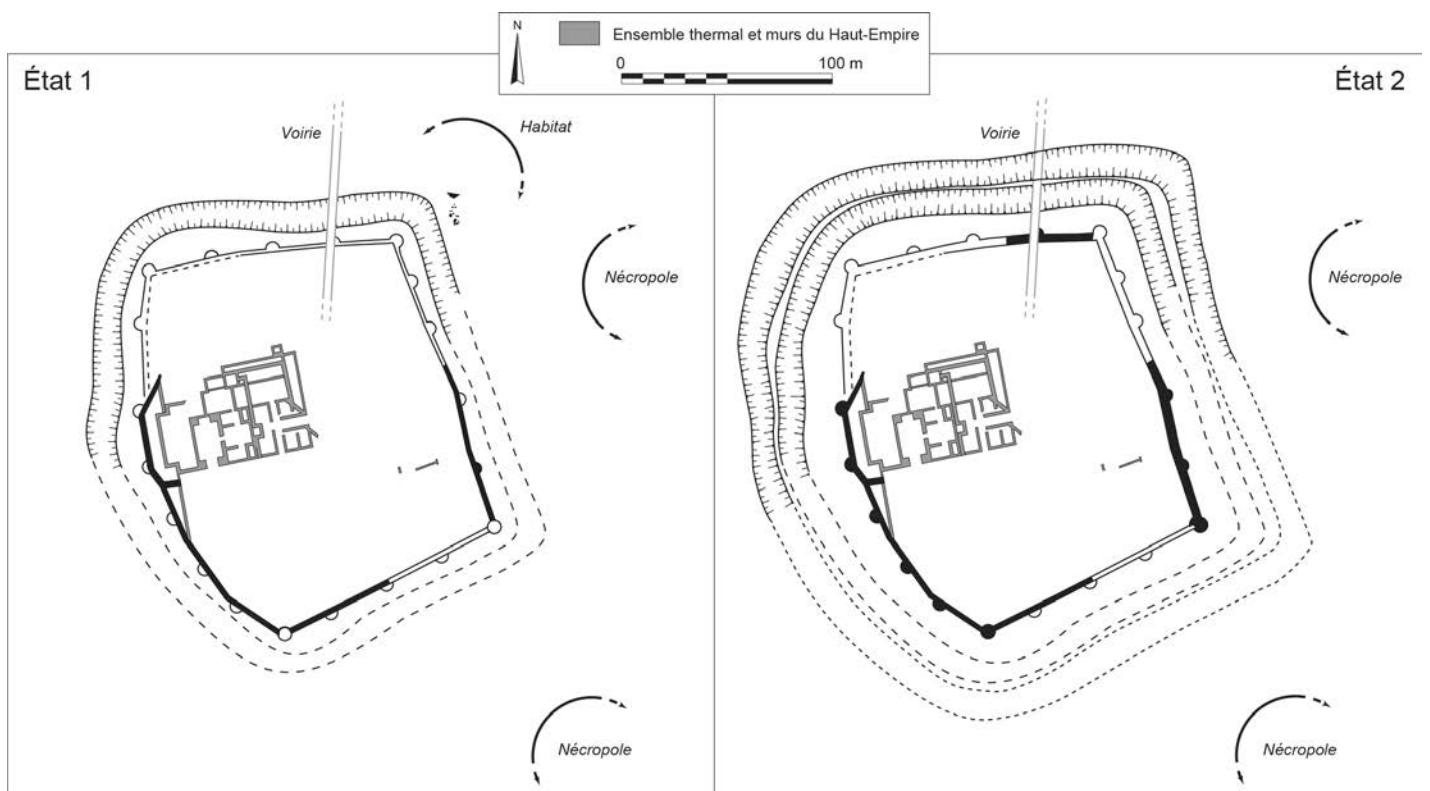 N
Ensemble thermal et murs du Haut-Empire
0 100 m
État 1
État 2
Voirie
Habitat
Nécropole
Nécropole
Voirie
Nécropole
Nécropole